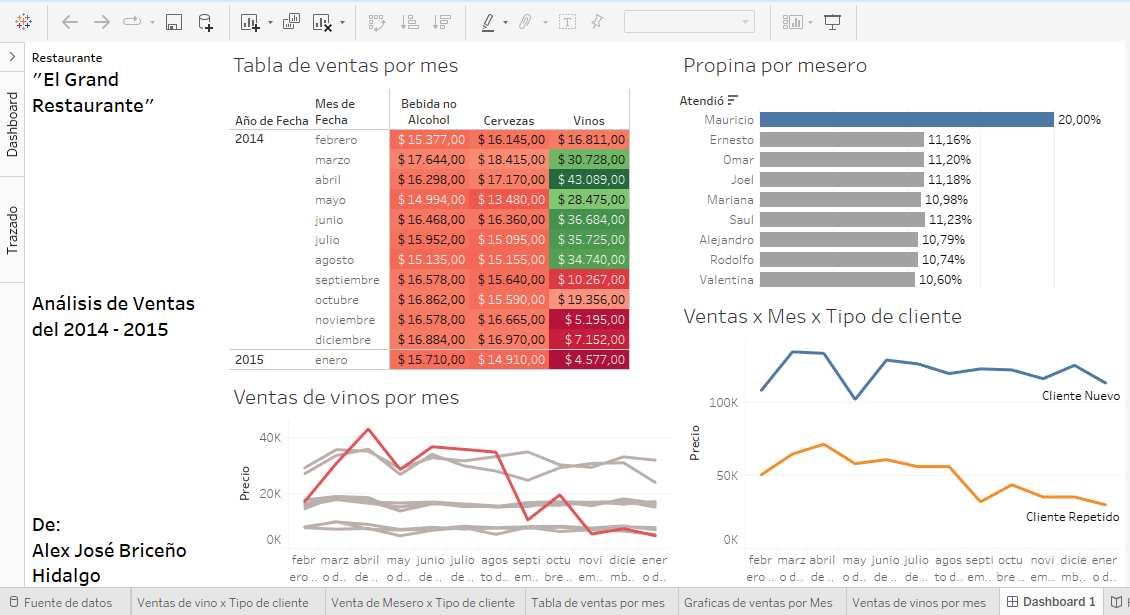 Dashboard
Trazado
Restaurante
"El Grand
Restaurante"
Análisis de Ventas
del 2014 - 2015
De:
Alex José Briceño
Hidalgo
Tabla de ventas por mes
Año de Fecha Mes de Fecha Bebida no Alcohol Cervezas Vinos
2014 febrero $ 15.377,00 $ 16.145,00 $ 16.811,00
marzo $ 17.644,00 $ 18.415,00 $ 30.728,00
abril $ 16.298,00 $ 17.170,00 $ 43.089,00
mayo $ 14.994,00 $ 13.480,00 $ 28.475,00
junio $ 16.468,00 $ 16.360,00 $ 36.684,00
julio $ 15.952,00 $ 15.095,00 $ 35.725,00
agosto $ 15.135,00 $ 15.155,00 $ 34.740,00
septiembre $ 16.578,00 $ 15.640,00 $ 10.267,00
octubre $ 16.862,00 $ 15.590,00 $ 19.356,00
noviembre $ 16.578,00 $ 16.665,00 $ 5.195,00
diciembre $ 16.884,00 $ 16.970,00 $ 7.152,00
2015 enero $ 15.710,00 $ 14.910,00 $ 4.577,00
Propina por mesero
Atendió
Mauricio 20,00%
Ernesto 11,16%
Omar 11,20%
Joel 11,18%
Mariana 10,98%
Saul 11,23%
Alejandro 10,79%
Rodolfo 10,74%
Valentina 10,60%
Ventas de vinos por mes
Precio
40K
20K
0K
febr marz abril may junio julio agos septi octu novi dicie ener
ero .. o d.. de .. o d.. de .. de .. to d.. em.. bre .. em.. mb.. o d..
Ventas x Mes x Tipo de cliente
Precio
100K
50K
0K
Cliente Nuevo
Cliente Repetido
febr marz abril may junio julio agos septi octu novi dicie ener
ero .. o d.. de .. o d.. de .. de .. to d.. em.. bre .. em.. mb.. o d..
Fuente de datos
Ventas de vino x Tipo de cliente
Venta de Mesero x Tipo de cliente
Tabla de ventas por mes
Graficas de ventas por Mes
Ventas de vinos por mes
Dashboard 1